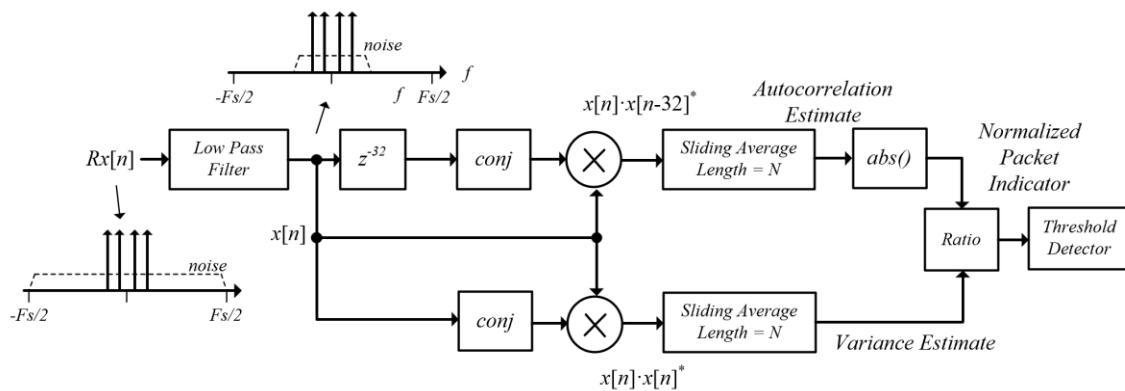 noise
f
-Fs/2
f
Fs/2
x[n]·x[n-32]*
Autocorrelation
Estimate
Normalized
Packet
Indicator
Rx[n]
Low Pass
Filter
z⁻³²
conj
Sliding Average
Length = N
abs()
x[n]
Ratio
Threshold
Detector
noise
-Fs/2
Fs/2
conj
Sliding Average
Length = N
Variance Estimate
x[n]·x[n]*